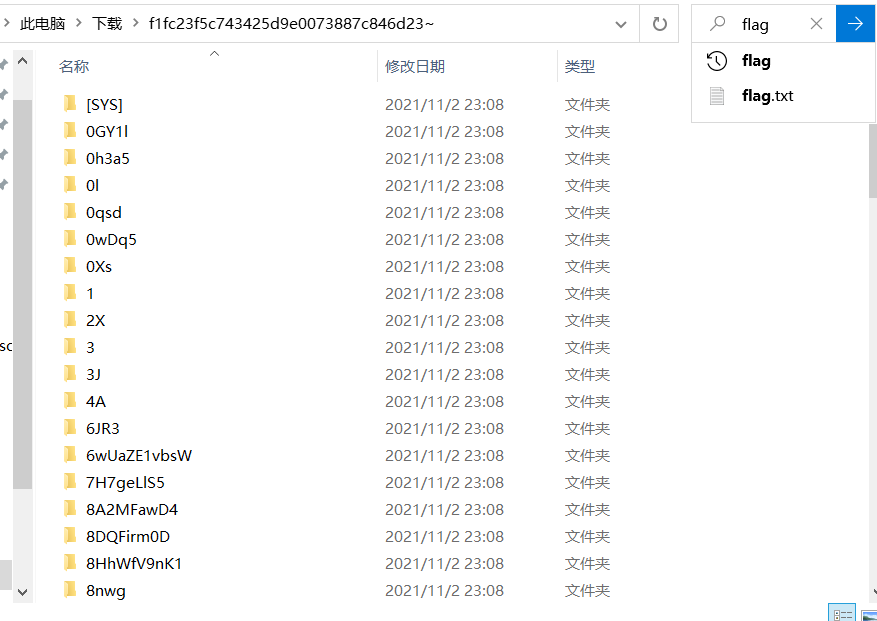 此电脑 > 下载 > f1fc23f5c743425d9e0073887c846d23~
flag
flag
flag.txt
名称 修改日期 类型
[SYS] 2021/11/2 23:08 文件夹
0GY1l 2021/11/2 23:08 文件夹
0h3a5 2021/11/2 23:08 文件夹
0l 2021/11/2 23:08 文件夹
0qsd 2021/11/2 23:08 文件夹
0wDq5 2021/11/2 23:08 文件夹
0Xs 2021/11/2 23:08 文件夹
1 2021/11/2 23:08 文件夹
2X 2021/11/2 23:08 文件夹
3 2021/11/2 23:08 文件夹
3J 2021/11/2 23:08 文件夹
4A 2021/11/2 23:08 文件夹
6JR3 2021/11/2 23:08 文件夹
6wUaZE1vbsW 2021/11/2 23:08 文件夹
7H7geLlS5 2021/11/2 23:08 文件夹
8A2MFawD4 2021/11/2 23:08 文件夹
8DQFirm0D 2021/11/2 23:08 文件夹
8HhWfV9nK1 2021/11/2 23:08 文件夹
8nwg 2021/11/2 23:08 文件夹